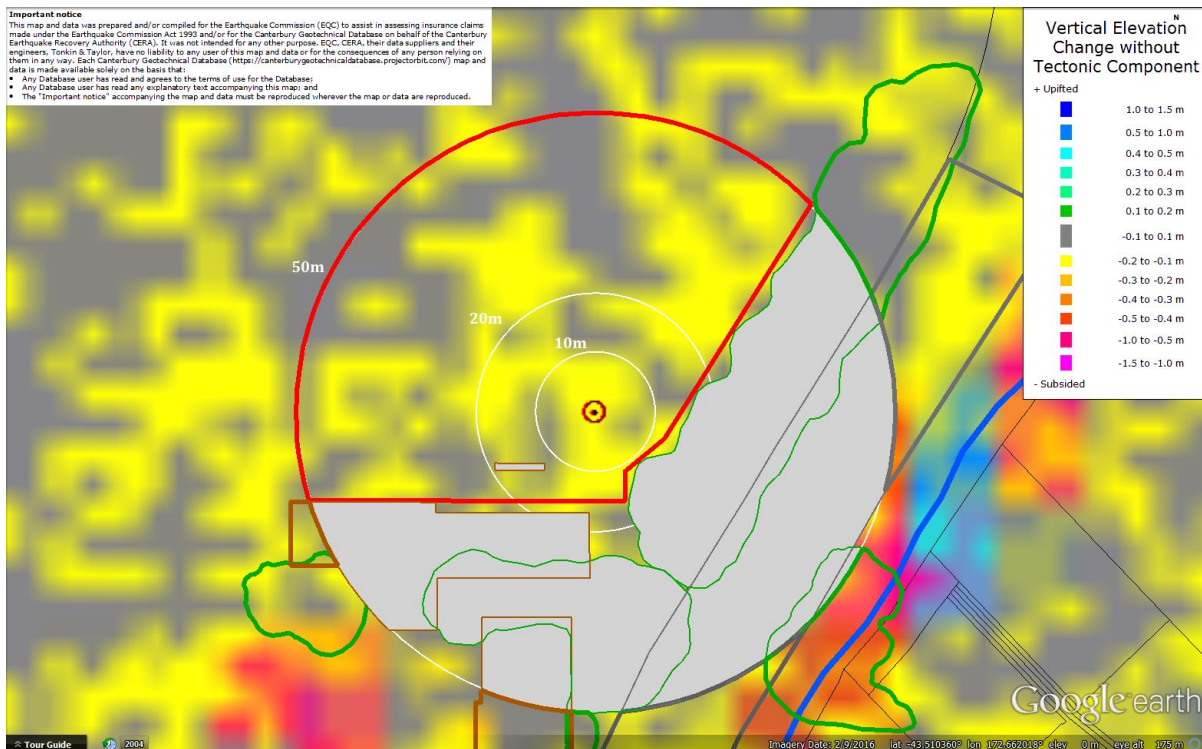 Important notice
This map and data was prepared and/or compiled for the Earthquake Commission (EQC) to assist in assessing insurance claims
made under the Earthquake Commission Act 1993 and/or for the Canterbury Geotechnical Database on behalf of the Canterbury
Earthquake Recovery Authority (CERA). It was not intended for any other purpose. EQC, CERA, their data suppliers and their
engineers, Tonkin & Taylor, have no liability to any user of this map and data or for the consequences of any person relying on
them in any way. Each Canterbury Geotechnical Database (https://canterburygeotechnicaldatabase.projectorbit.com/) map and
data is made available solely on the basis that:
• Any Database user has read and agrees to the terms of use for the Database;
• Any Database user has read any explanatory text accompanying this map; and
• The "Important notice" accompanying the map and data must be reproduced wherever the map or data are reproduced.
N
Vertical Elevation
Change without
Tectonic Component
+ Uplifted
1.0 to 1.5 m
0.5 to 1.0 m
0.4 to 0.5 m
0.3 to 0.4 m
0.2 to 0.3 m
0.1 to 0.2 m
-0.1 to 0.1 m
-0.2 to -0.1 m
-0.3 to -0.2 m
-0.4 to -0.3 m
-0.5 to -0.4 m
-1.0 to -0.5 m
-1.5 to -1.0 m
- Subsided
50m
20m
10m
Google earth
Tour Guide
2004
Imagery Date: 2/9/2016 lat -43.510360° lon 172.662018° elev 0 m eye alt 175 m